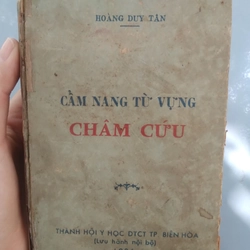 HOÀNG DUY TÂN
CẨM NANG TỪ VỰNG
CHÂM CỨU
THÀNH HỘI Y HỌC DTCT TP. BIÊN HÒA
(Lưu hành nội bộ)